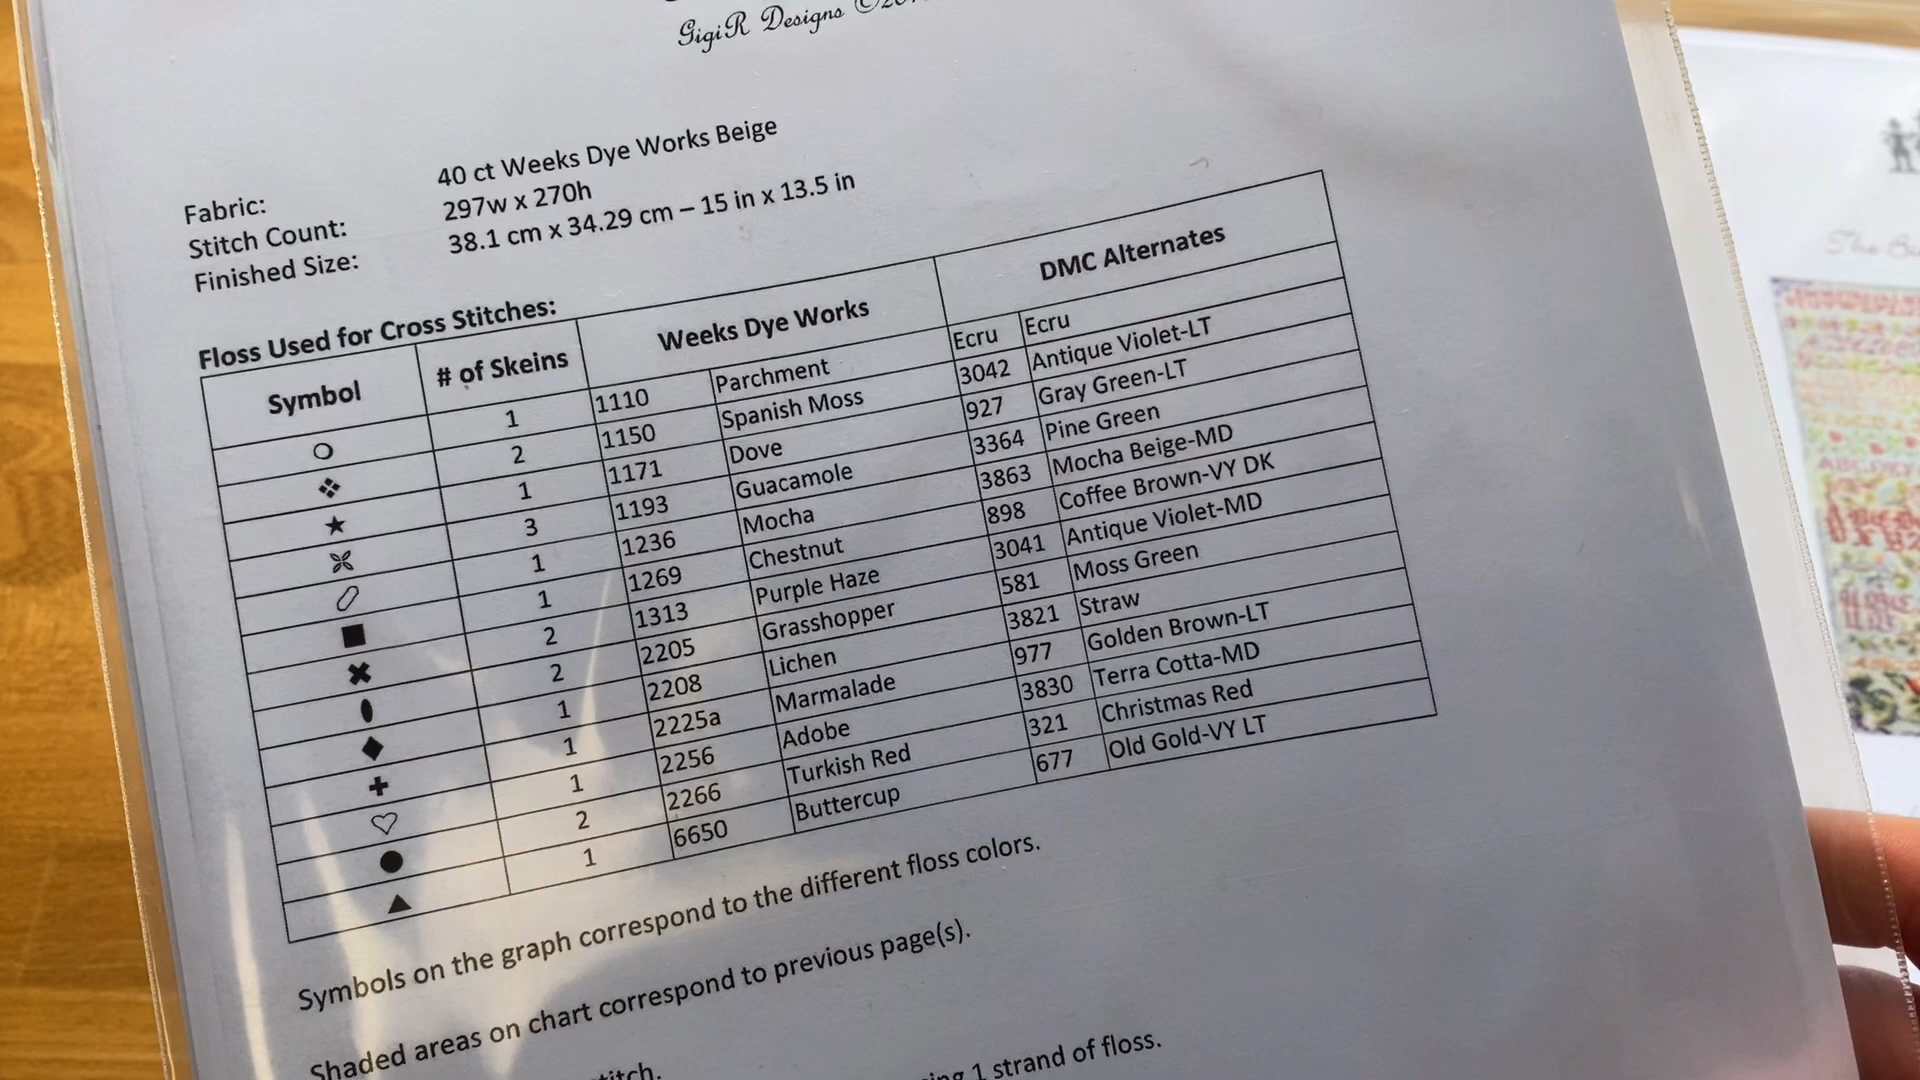 GigiR Designs ©
Fabric: 40 ct Weeks Dye Works Beige
Stitch Count: 297w x 270h
Finished Size: 38.1 cm x 34.29 cm – 15 in x 13.5 in
Floss Used for Cross Stitches:
Symbol # of Skeins Weeks Dye Works DMC Alternates
1 1110 Parchment Ecru Ecru
2 1150 Spanish Moss 3042 Antique Violet-LT
1 1171 Dove 927 Gray Green-LT
3 1193 Guacamole 3364 Pine Green
1 1236 Mocha 3863 Mocha Beige-MD
1 1269 Chestnut 898 Coffee Brown-VY DK
2 1313 Purple Haze 3041 Antique Violet-MD
2 2205 Grasshopper 581 Moss Green
1 2208 Lichen 3821 Straw
1 2225a Marmalade 977 Golden Brown-LT
1 2256 Adobe 3830 Terra Cotta-MD
2 2266 Turkish Red 321 Christmas Red
1 6650 Buttercup 677 Old Gold-VY LT
Symbols on the graph correspond to the different floss colors.
Shaded areas on chart correspond to previous page(s).
1 strand of floss.
The